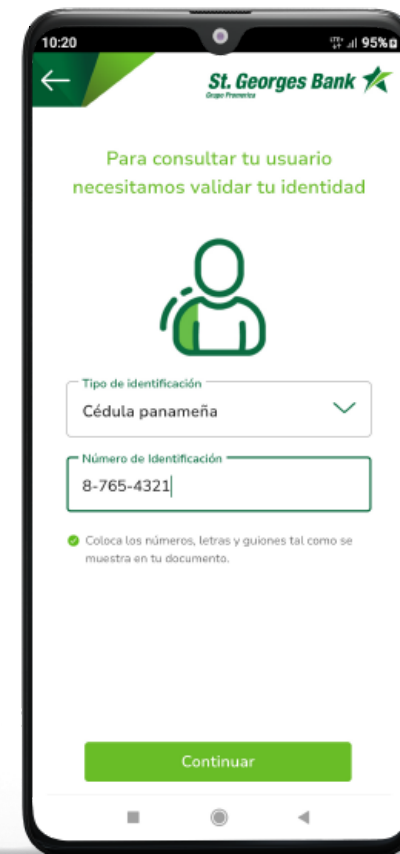 10:20
95%
St. Georges Bank
Grupo Promerica
Para consultar tu usuario
necesitamos validar tu identidad
Tipo de identificación
Cédula panameña
Número de Identificación
8-765-4321
Coloca los números, letras y guiones tal como se
muestra en tu documento.
Continuar